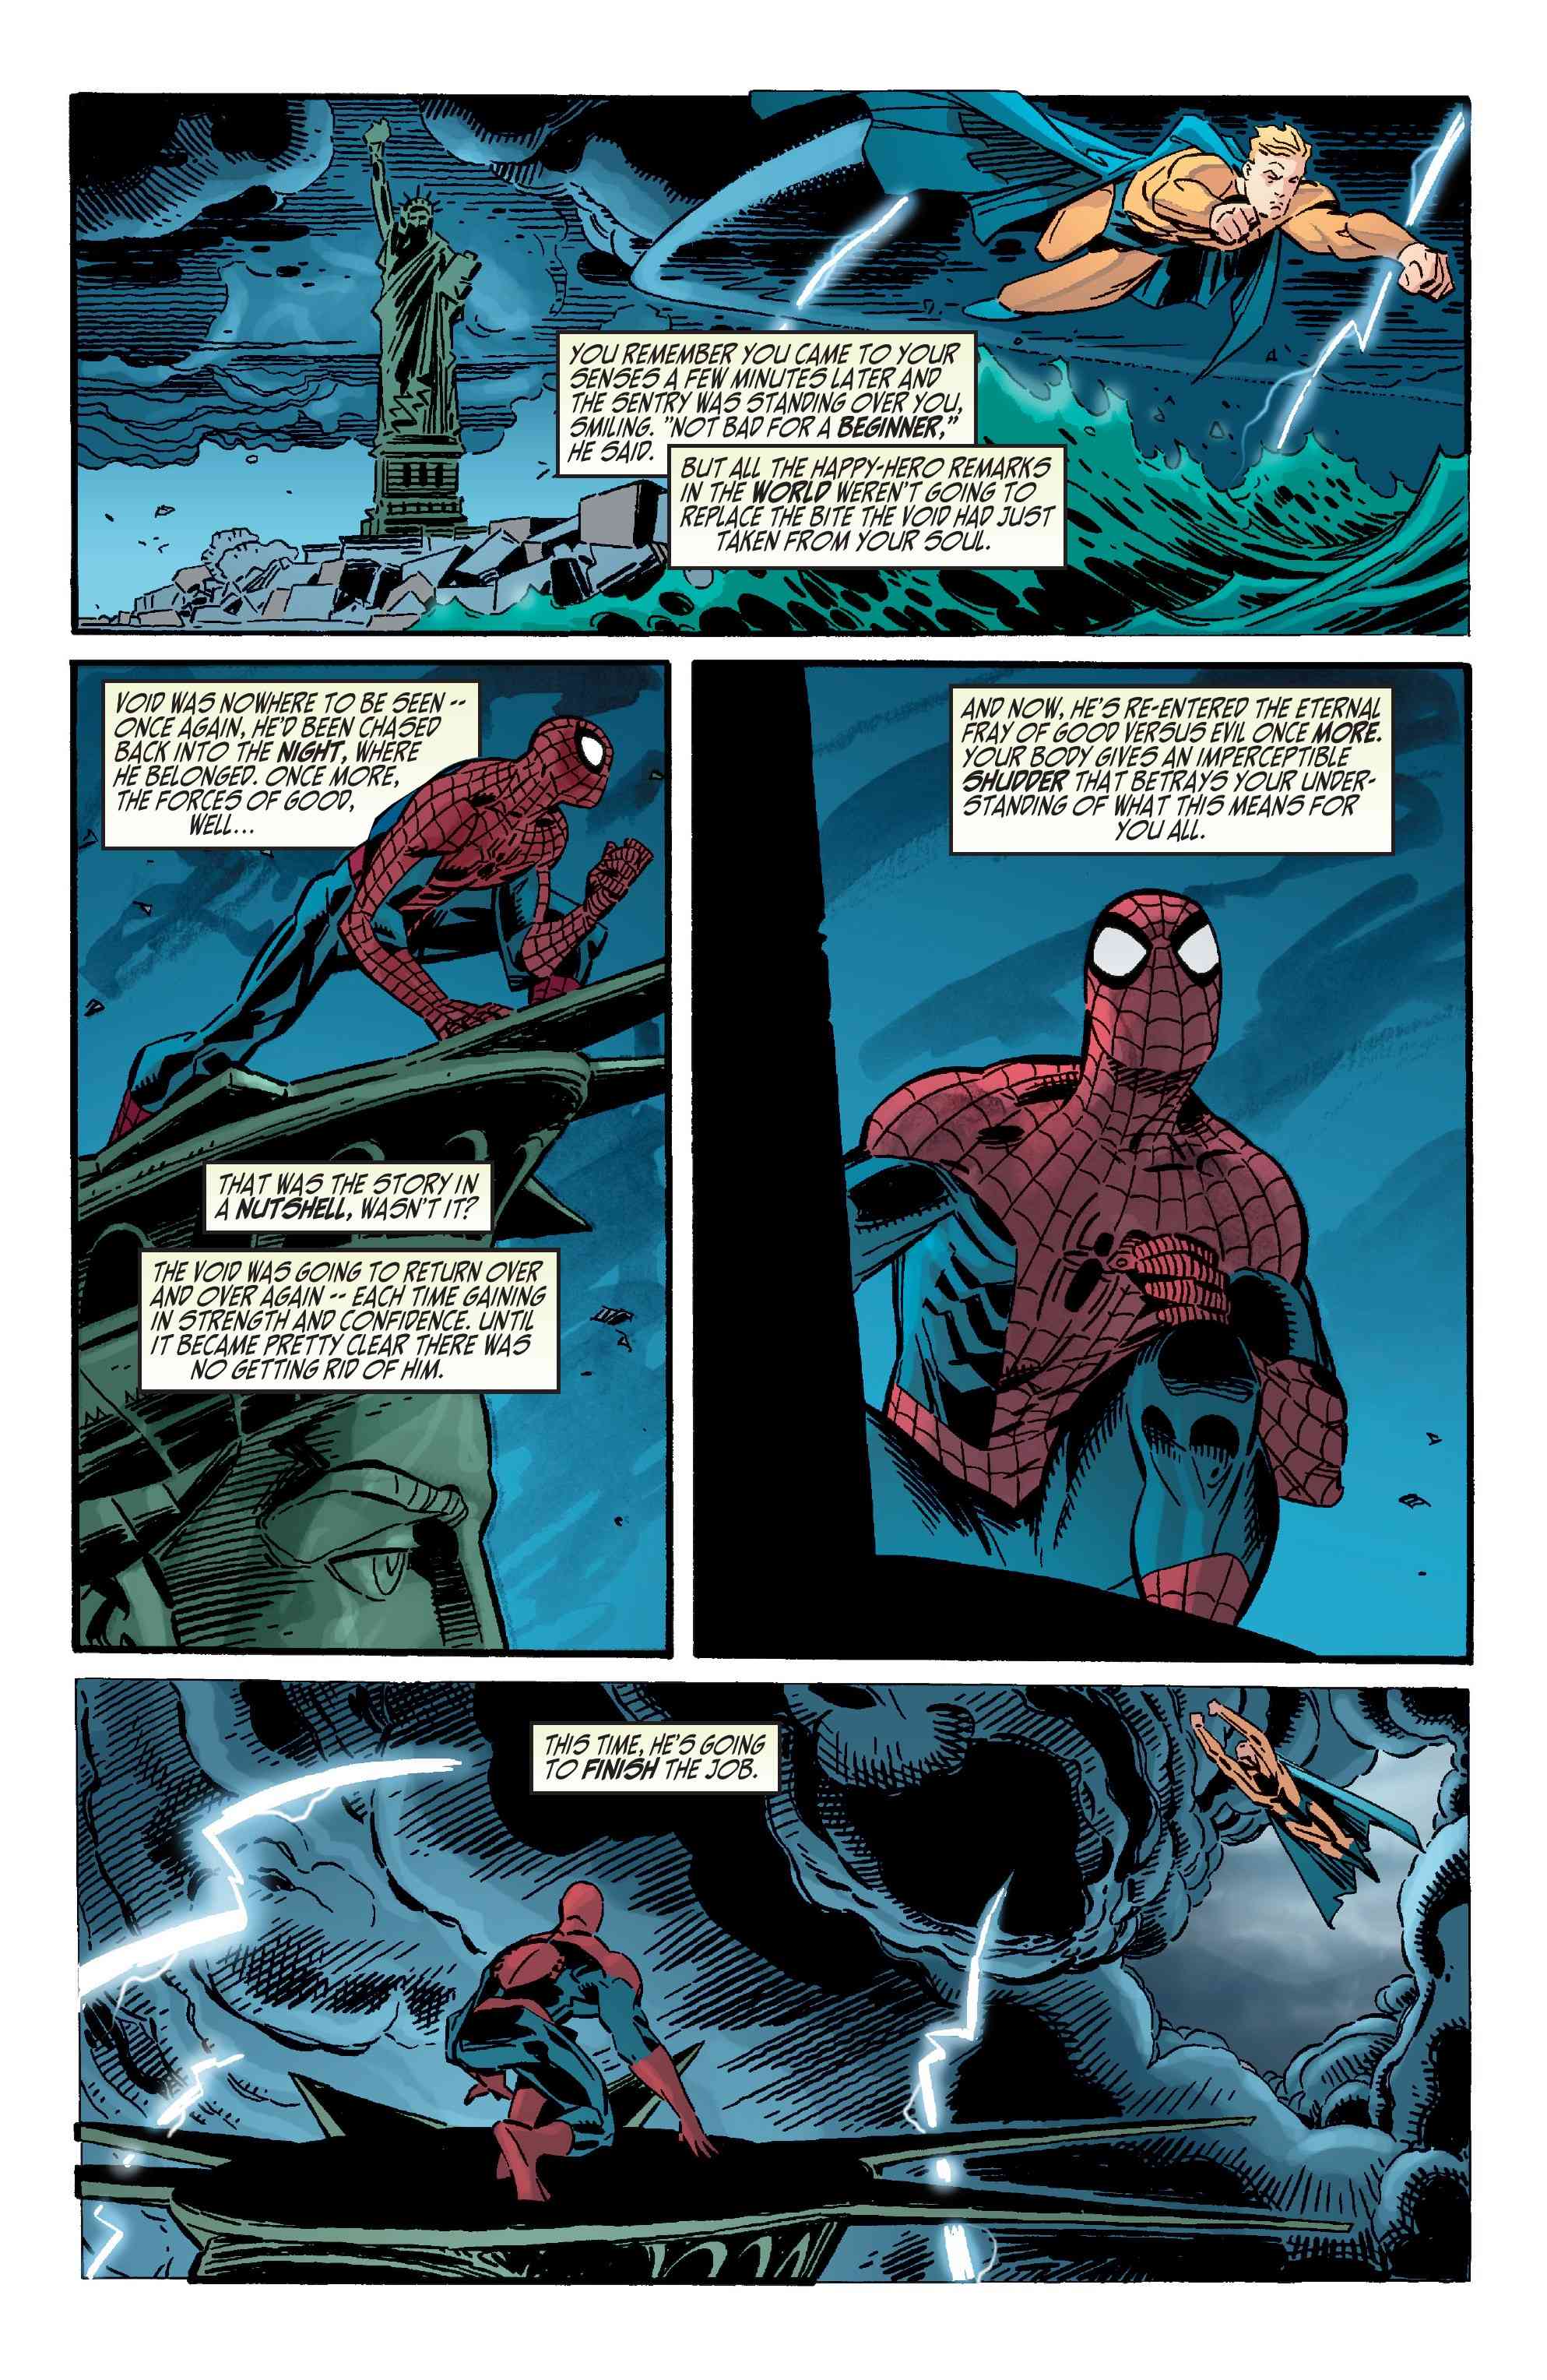 YOU REMEMBER YOU CAME TO YOUR
SENSES A FEW MINUTES LATER AND
THE SENTRY WAS STANDING OVER YOU,
SMILING. "NOT BAD FOR A BEGINNER,"
HE SAID.
BUT ALL THE HAPPY-HERO REMARKS
IN THE WORLD WEREN'T GOING TO
REPLACE THE BITE THE VOID HAD JUST
TAKEN FROM YOUR SOUL.
VOID WAS NOWHERE TO BE SEEN --
ONCE AGAIN, HE'D BEEN CHASED
BACK INTO THE NIGHT, WHERE
HE BELONGED. ONCE MORE,
THE FORCES OF GOOD,
WELL...
THAT WAS THE STORY IN
A NUTSHELL, WASN'T IT?
THE VOID WAS GOING TO RETURN OVER
AND OVER AGAIN -- EACH TIME GAINING
IN STRENGTH AND CONFIDENCE. UNTIL
IT BECAME PRETTY CLEAR THERE WAS
NO GETTING RID OF HIM.
AND NOW, HE'S RE-ENTERED THE ETERNAL
FRAY OF GOOD VERSUS EVIL ONCE MORE.
YOUR BODY GIVES AN IMPERCEPTIBLE
SHUDDER THAT BETRAYS YOUR UNDER-
STANDING OF WHAT THIS MEANS FOR
YOU ALL.
THIS TIME, HE'S GOING
TO FINISH THE JOB.